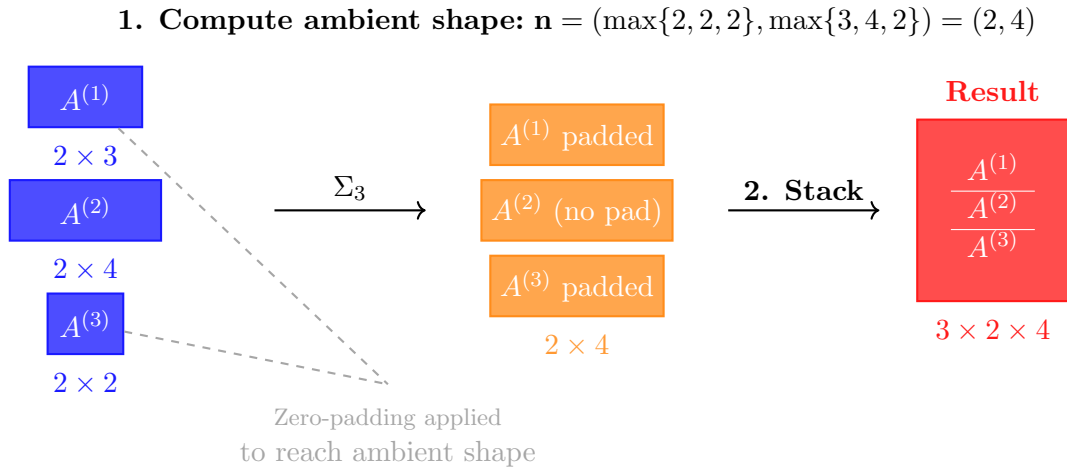 1. Compute ambient shape: n = (max{2, 2, 2}, max{3, 4, 2}) = (2, 4)
A^(1)
2 × 3
A^(2)
2 × 4
A^(3)
2 × 2
Σ₃
A^(1) padded
A^(2) (no pad)
A^(3) padded
2 × 4
2. Stack
Result
A^(1)
A^(2)
A^(3)
3 × 2 × 4
Zero-padding applied
to reach ambient shape